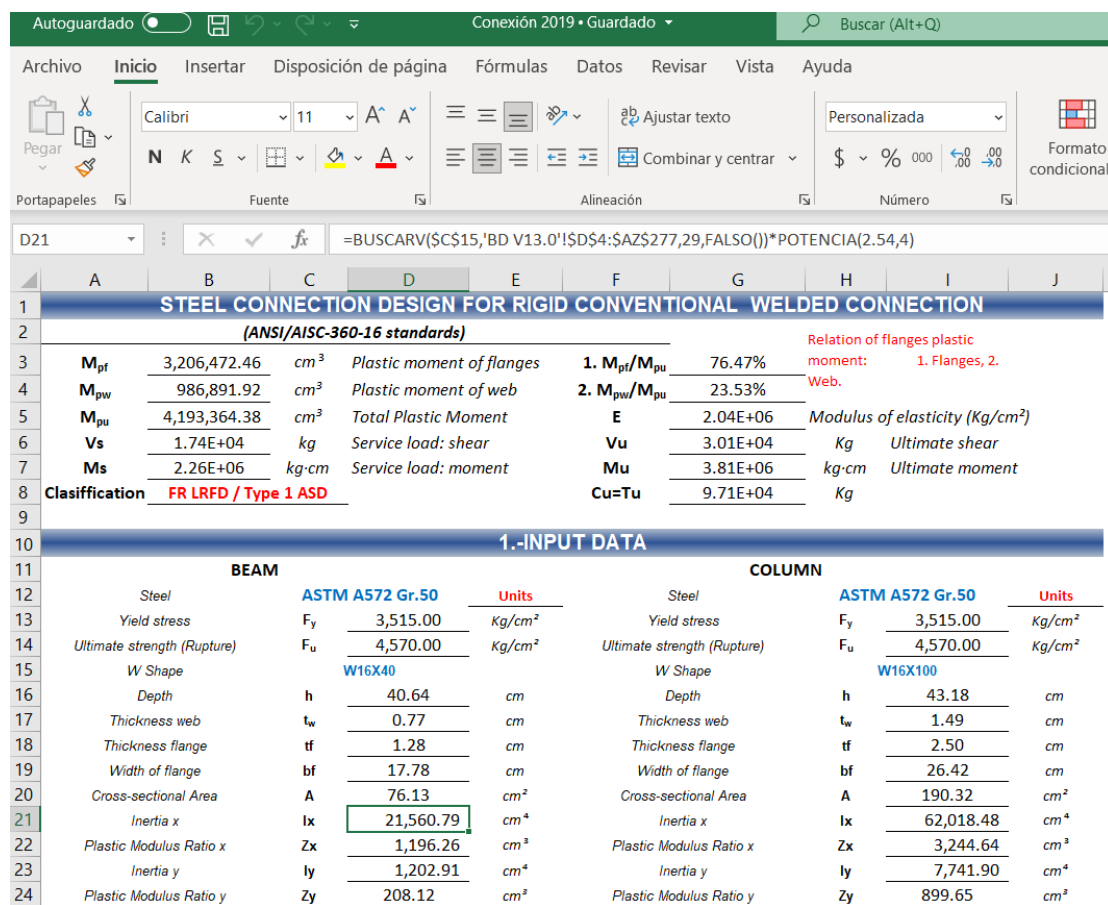 Autoguardado Conexión 2019 • Guardado Buscar (Alt+Q)
Archivo Inicio Insertar Disposición de página Fórmulas Datos Revisar Vista Ayuda
Pegar Calibri 11 A^ Aˇ ab Ajustar texto Personalizada Formato condicional
N K S A Combinar y centrar $ % 000 ,00 ,00
Portapapeles Fuente Alineación Número
D21 fx =BUSCARV($C$15,'BD V13.0'!$D$4:$AZ$277,29,FALSO())*POTENCIA(2.54,4)
A B C D E F G H I J
1 STEEL CONNECTION DESIGN FOR RIGID CONVENTIONAL WELDED CONNECTION
2 (ANSI/AISC-360-16 standards)
Relation of flanges plastic moment: 1. Flanges, 2. Web.
3 Mpf 3,206,472.46 cm³ Plastic moment of flanges 1. Mpf/Mpu 76.47%
4 Mpw 986,891.92 cm³ Plastic moment of web 2. Mpw/Mpu 23.53%
5 Mpu 4,193,364.38 cm³ Total Plastic Moment E 2.04E+06 Modulus of elasticity (Kg/cm²)
6 Vs 1.74E+04 kg Service load: shear Vu 3.01E+04 Kg Ultimate shear
7 Ms 2.26E+06 kg·cm Service load: moment Mu 3.81E+06 kg·cm Ultimate moment
8 Clasiffication FR LRFD / Type 1 ASD Cu=Tu 9.71E+04 Kg
9
10 1.-INPUT DATA
11 BEAM COLUMN
12 Steel ASTM A572 Gr.50 Units Steel ASTM A572 Gr.50 Units
13 Yield stress Fy 3,515.00 Kg/cm² Yield stress Fy 3,515.00 Kg/cm²
14 Ultimate strength (Rupture) Fu 4,570.00 Kg/cm² Ultimate strength (Rupture) Fu 4,570.00 Kg/cm²
15 W Shape W16X40 W Shape W16X100
16 Depth h 40.64 cm Depth h 43.18 cm
17 Thickness web tw 0.77 cm Thickness web tw 1.49 cm
18 Thickness flange tf 1.28 cm Thickness flange tf 2.50 cm
19 Width of flange bf 17.78 cm Width of flange bf 26.42 cm
20 Cross-sectional Area A 76.13 cm² Cross-sectional Area A 190.32 cm²
21 Inertia x Ix 21,560.79 cm⁴ Inertia x Ix 62,018.48 cm⁴
22 Plastic Modulus Ratio x Zx 1,196.26 cm³ Plastic Modulus Ratio x Zx 3,244.64 cm³
23 Inertia y Iy 1,202.91 cm⁴ Inertia y Iy 7,741.90 cm⁴
24 Plastic Modulus Ratio y Zy 208.12 cm³ Plastic Modulus Ratio y Zy 899.65 cm³